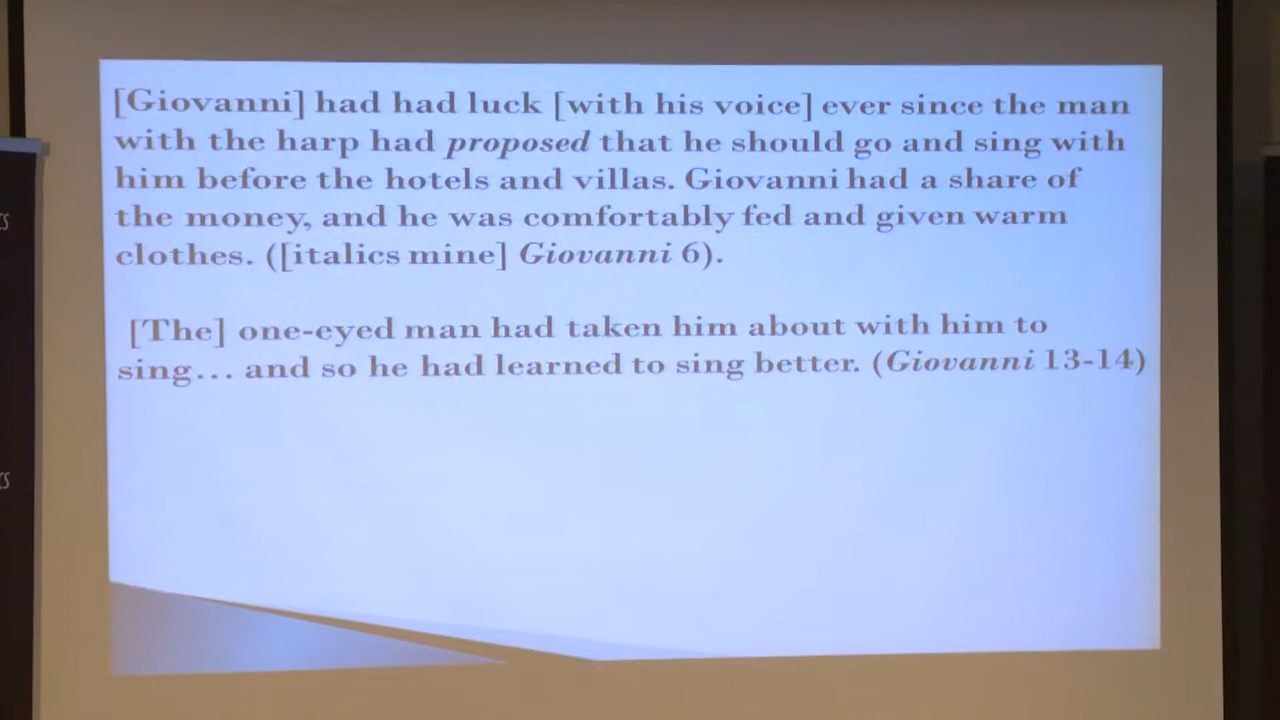 [Giovanni] had had luck [with his voice] ever since the man
with the harp had proposed that he should go and sing with
him before the hotels and villas. Giovanni had a share of
the money, and he was comfortably fed and given warm
clothes. ([italics mine] Giovanni 6).
[The] one-eyed man had taken him about with him to
sing... and so he had learned to sing better. (Giovanni 13-14)